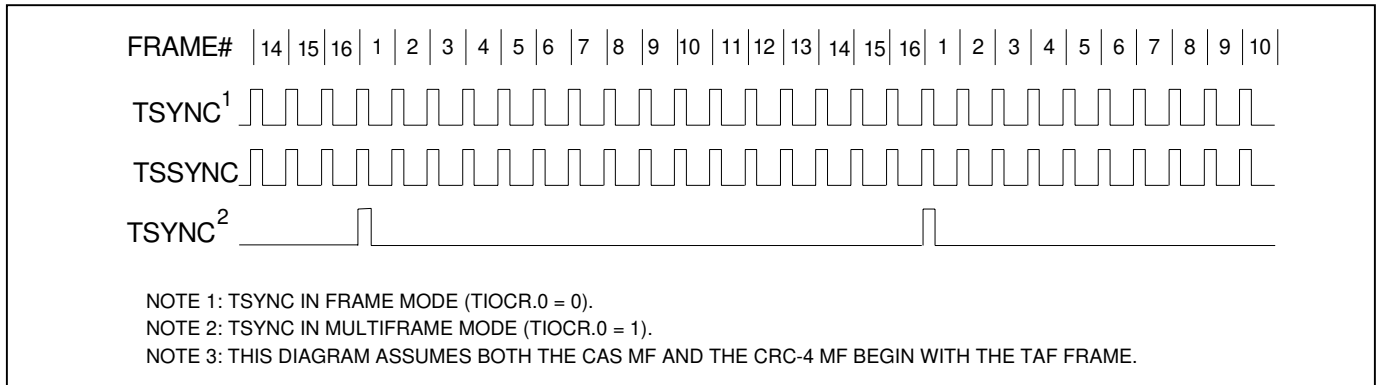 FRAME# 14 15 16 1 2 3 4 5 6 7 8 9 10 11 12 13 14 15 16 1 2 3 4 5 6 7 8 9 10
TSYNC1
TSSYNC
TSYNC2
NOTE 1: TSYNC IN FRAME MODE (TIOCR.0 = 0).
NOTE 2: TSYNC IN MULTIFRAME MODE (TIOCR.0 = 1).
NOTE 3: THIS DIAGRAM ASSUMES BOTH THE CAS MF AND THE CRC-4 MF BEGIN WITH THE TAF FRAME.